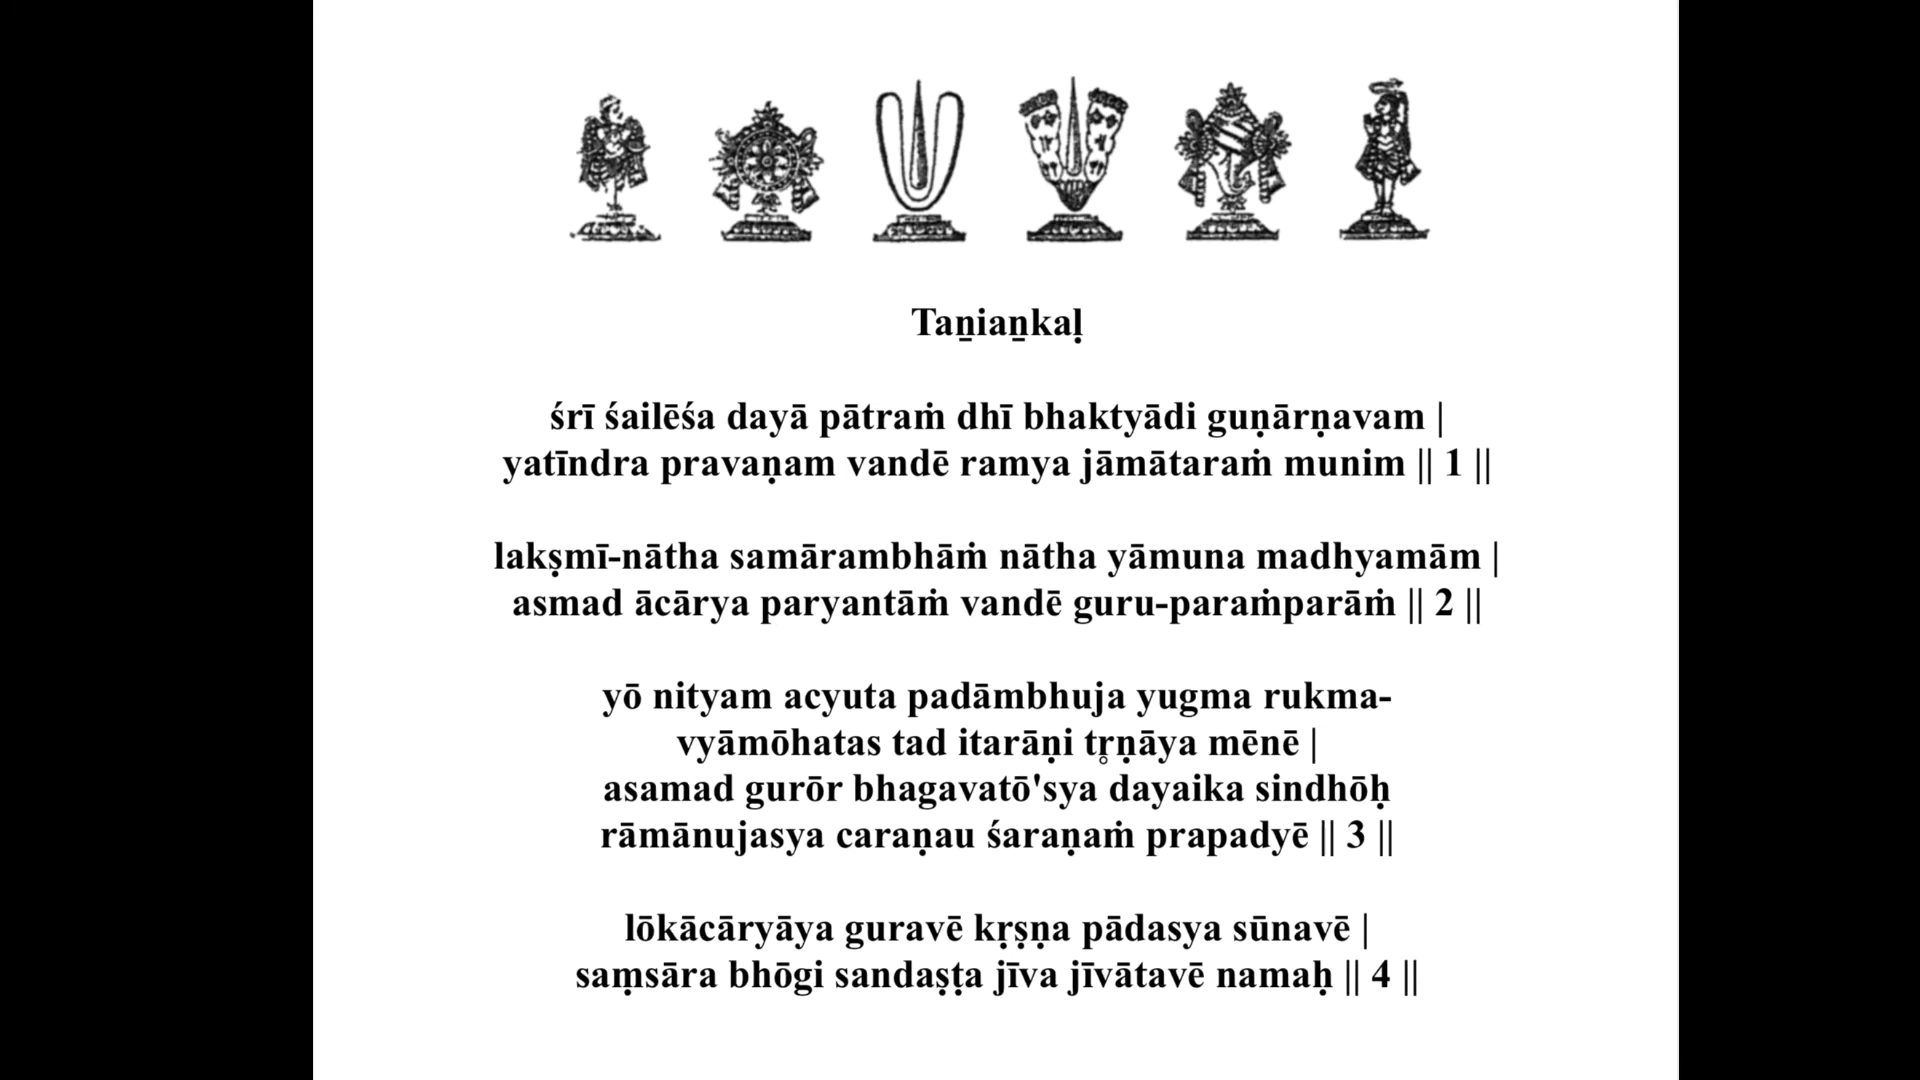 Taṉiaṉkaḷ
śrī śailēśa dayā pātraṁ dhī bhaktyādi guṇārṇavam |
yatīndra pravaṇam vandē ramya jāmātaraṁ munim || 1 ||
lakṣmī-nātha samārambhāṁ nātha yāmuna madhyamām |
asmad ācārya paryantāṁ vandē guru-paraṁparāṁ || 2 ||
yō nityam acyuta padāmbhuja yugma rukma-
vyāmōhatas tad itarāṇi tr̥ṇāya mēnē |
asamad gurōr bhagavatō'sya dayaika sindhōḥ
rāmānujasya caraṇau śaraṇaṁ prapadyē || 3 ||
lōkācāryāya guravē kṛṣṇa pādasya sūnavē |
saṃsāra bhōgi sandaṣṭa jīva jīvātavē namaḥ || 4 ||